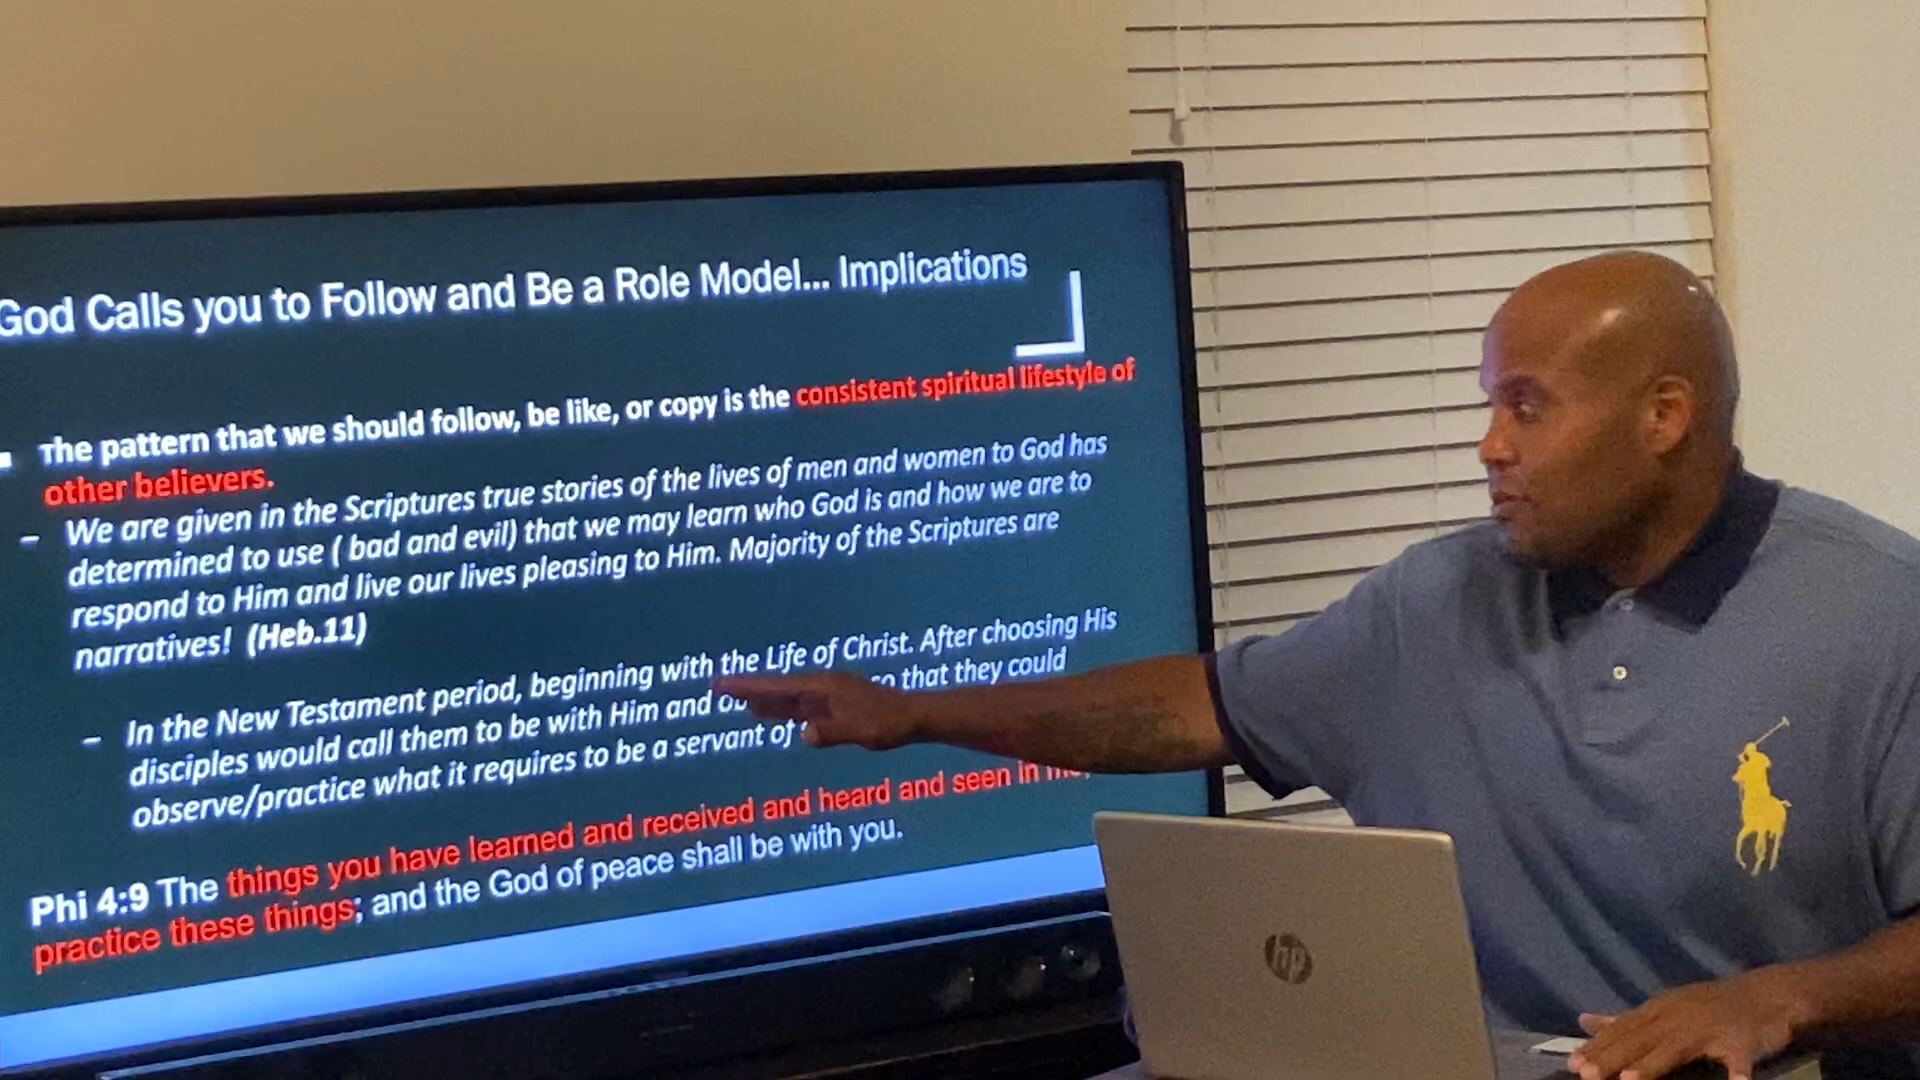 God Calls you to Follow and Be a Role Model... Implications
The pattern that we should follow, be like, or copy is the consistent spiritual lifestyle of
other believers.
– We are given in the Scriptures true stories of the lives of men and women to God has
determined to use ( bad and evil) that we may learn who God is and how we are to
respond to Him and live our lives pleasing to Him. Majority of the Scriptures are
narratives! (Heb.11)
– In the New Testament period, beginning with the Life of Christ. After choosing His
disciples would call them to be with Him and that they could
observe/practice what it requires to be a servant of
Phi 4:9 The things you have learned and received and heard and seen in
practice these things; and the God of peace shall be with you.
hp